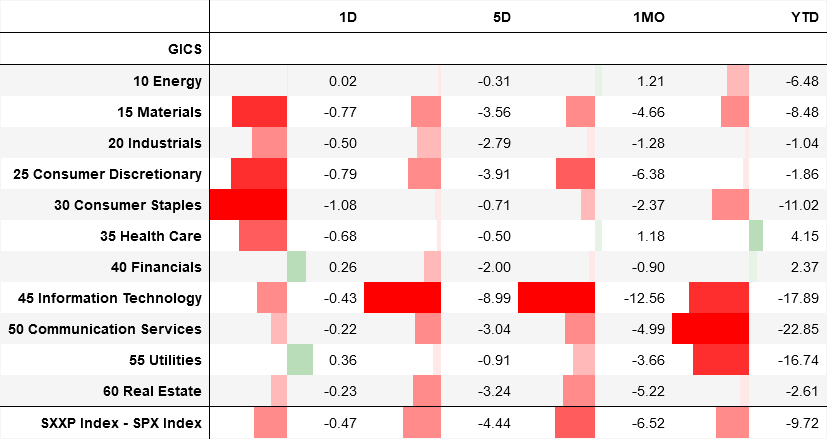 1D 5D 1MO YTD
GICS
10 Energy 0.02 -0.31 1.21 -6.48
15 Materials -0.77 -3.56 -4.66 -8.48
20 Industrials -0.50 -2.79 -1.28 -1.04
25 Consumer Discretionary -0.79 -3.91 -6.38 -1.86
30 Consumer Staples -1.08 -0.71 -2.37 -11.02
35 Health Care -0.68 -0.50 1.18 4.15
40 Financials 0.26 -2.00 -0.90 2.37
45 Information Technology -0.43 -8.99 -12.56 -17.89
50 Communication Services -0.22 -3.04 -4.99 -22.85
55 Utilities 0.36 -0.91 -3.66 -16.74
60 Real Estate -0.23 -3.24 -5.22 -2.61
SXXP Index - SPX Index -0.47 -4.44 -6.52 -9.72